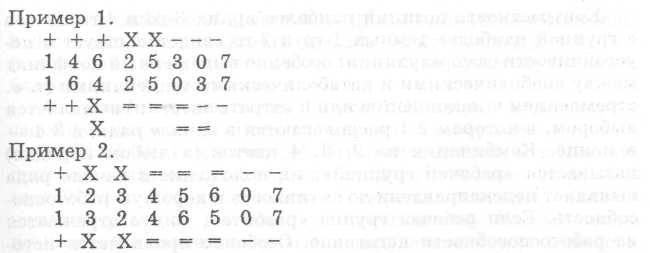 Пример 1.
+ + + X X – – –
1 4 6 2 5 3 0 7
1 6 4 2 5 0 3 7
+ + X = = = – –
X = = =
Пример 2.
+ + X X = = – –
1 2 3 4 5 6 0 7
1 3 2 4 6 5 0 7
+ X X = = = – –